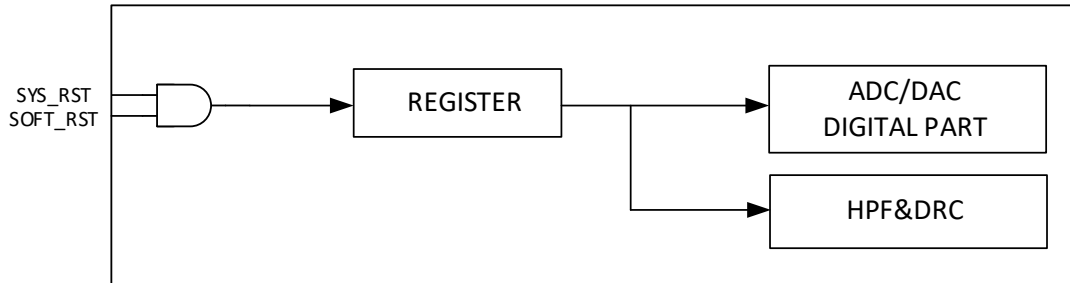 SYS_RST
SOFT_RST
REGISTER
ADC/DAC
DIGITAL PART
HPF&DRC